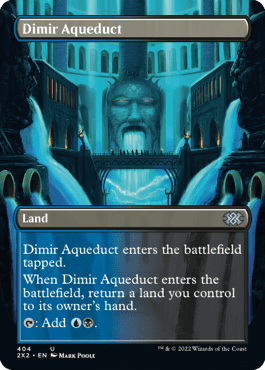 Dimir Aqueduct
Land
Dimir Aqueduct enters the battlefield
tapped.
When Dimir Aqueduct enters the
battlefield, return a land you control
to its owner's hand.
: Add .
404 U
2X2 • EN Mark Poole
™ & © 2022 Wizards of the Coast